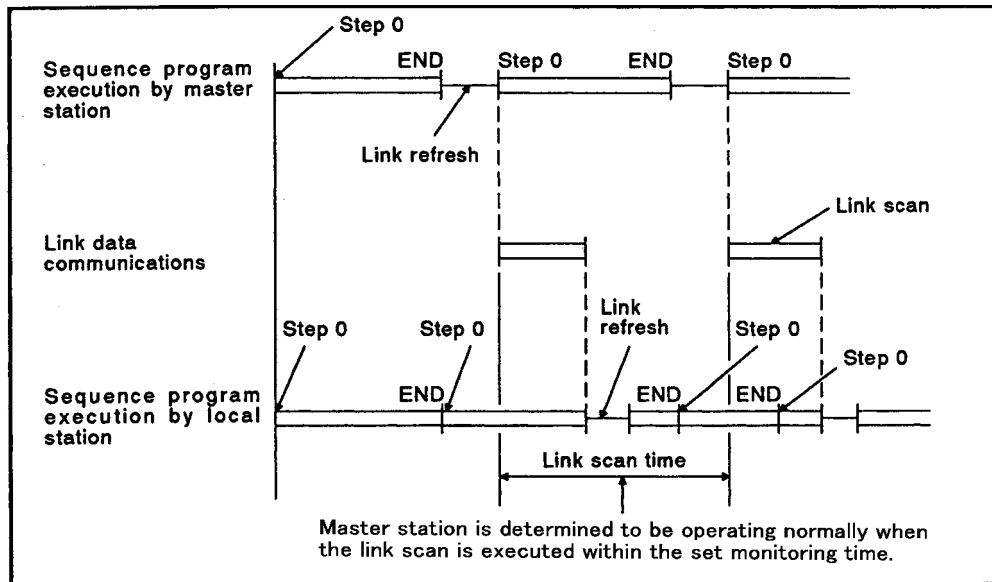 Step 0
Sequence program
execution by master
station
END
Step 0
END
Step 0
Link refresh
Link scan
Link data
communications
Link
refresh
Step 0
Step 0
Step 0
Step 0
Sequence program
execution by local
station
END
END
END
Link scan time
Master station is determined to be operating normally when
the link scan is executed within the set monitoring time.